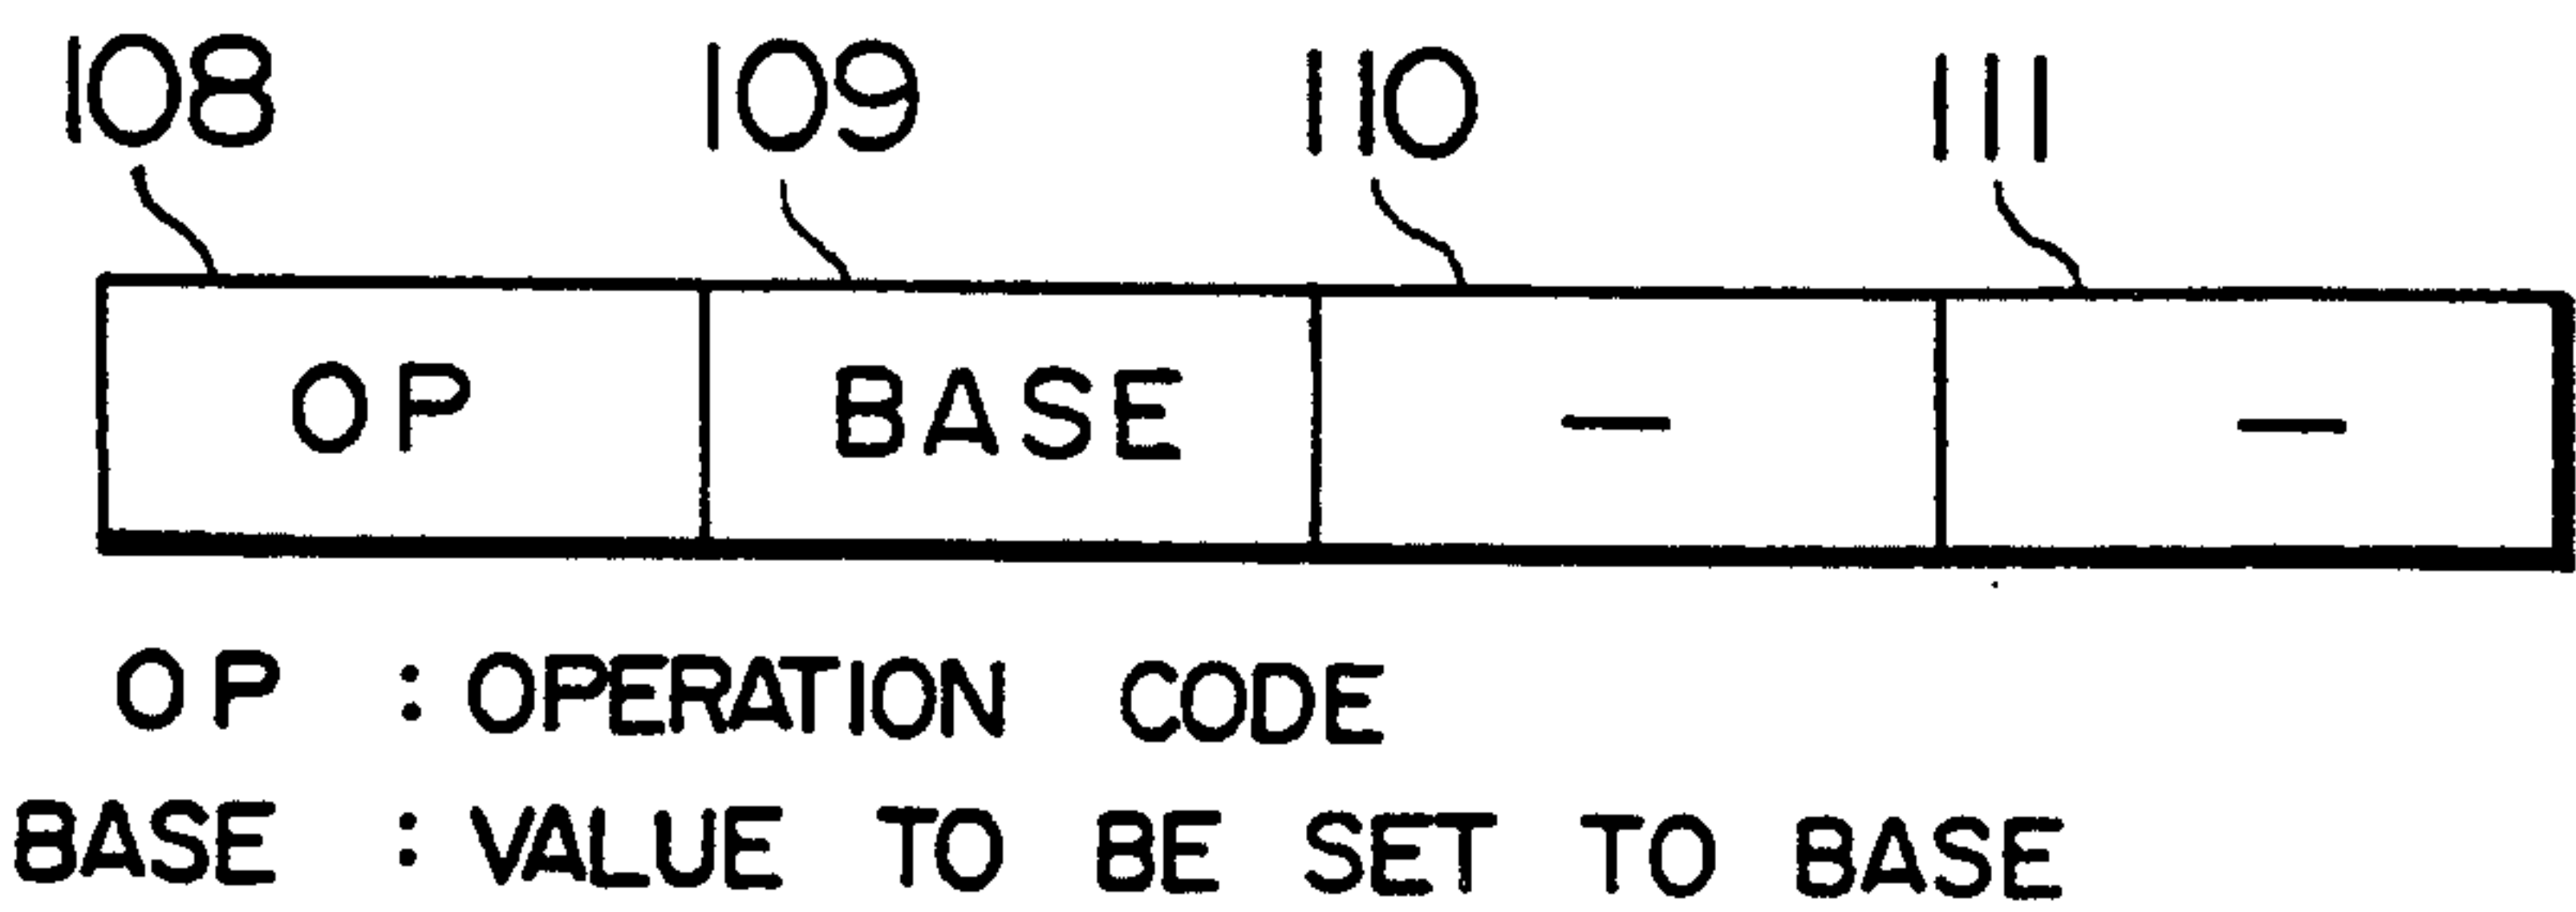 108 109 110 111
OP BASE — —
OP : OPERATION CODE
BASE : VALUE TO BE SET TO BASE